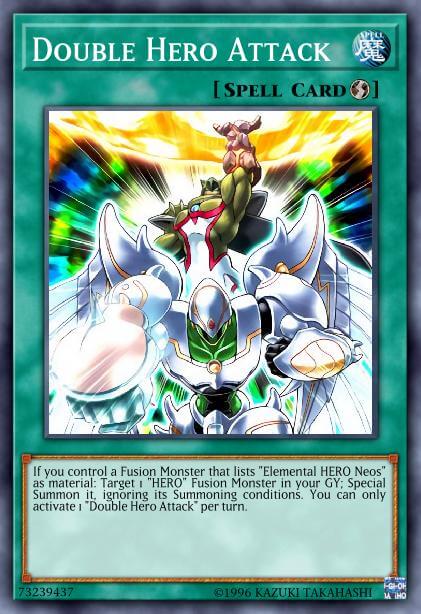 Double Hero Attack
SPELL
魔
[Spell Card]
If you control a Fusion Monster that lists "Elemental HERO Neos"
as material: Target 1 "HERO" Fusion Monster in your GY; Special
Summon it, ignoring its Summoning conditions. You can only
activate 1 "Double Hero Attack" per turn.
73239437
©1996 KAZUKI TAKAHASHI